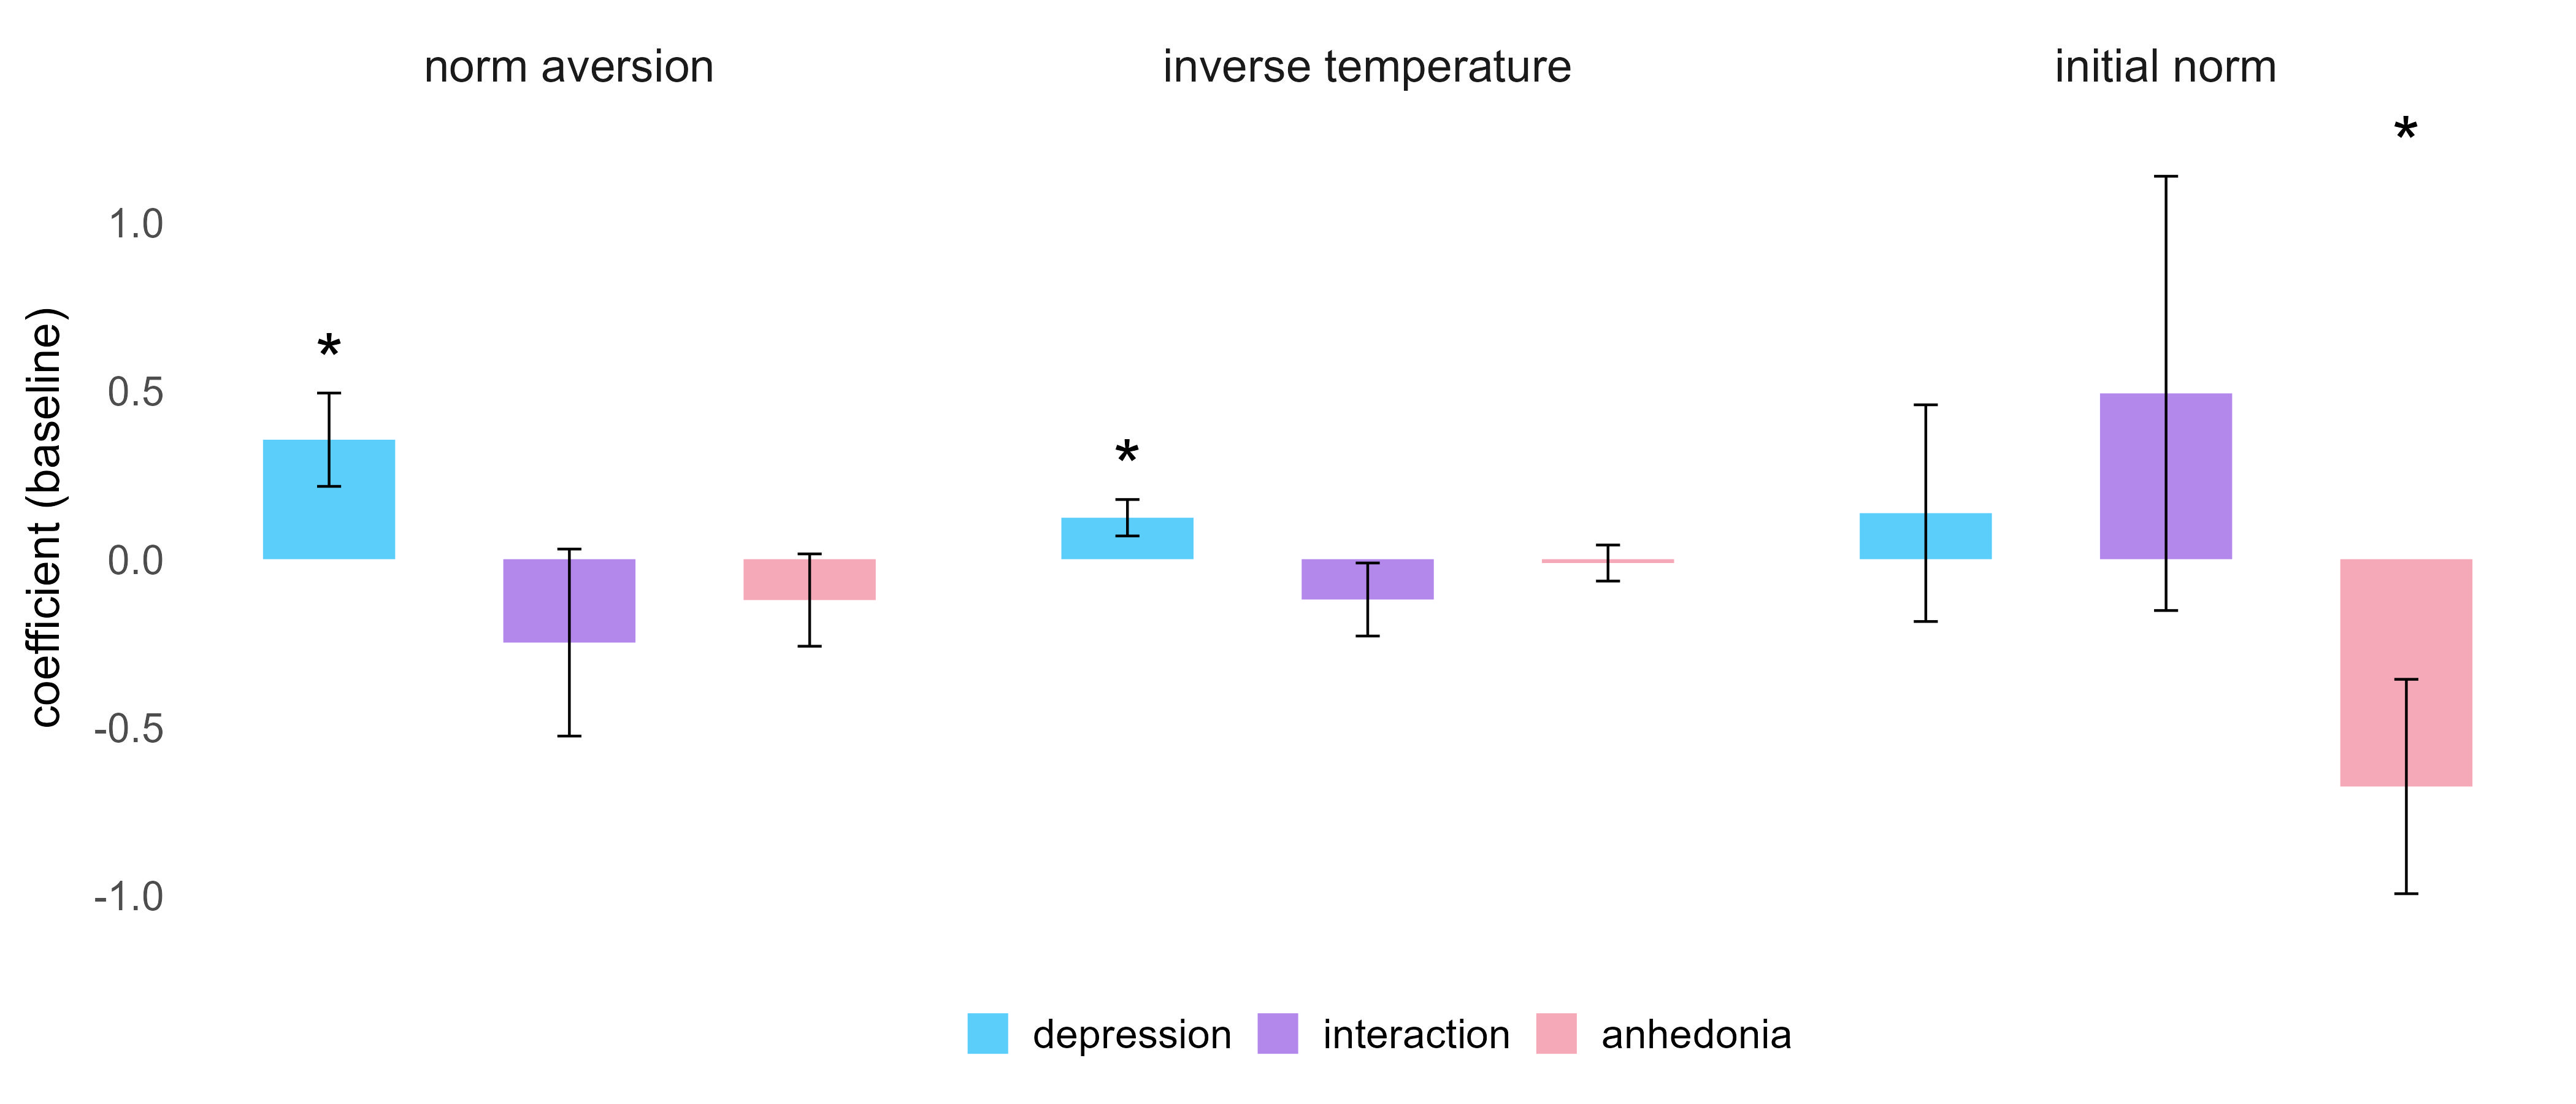 norm aversion
inverse temperature
initial norm
*
1.0
*
0.5
*
0.0
-0.5
-1.0
coefficient (baseline)
depression
interaction
anhedonia